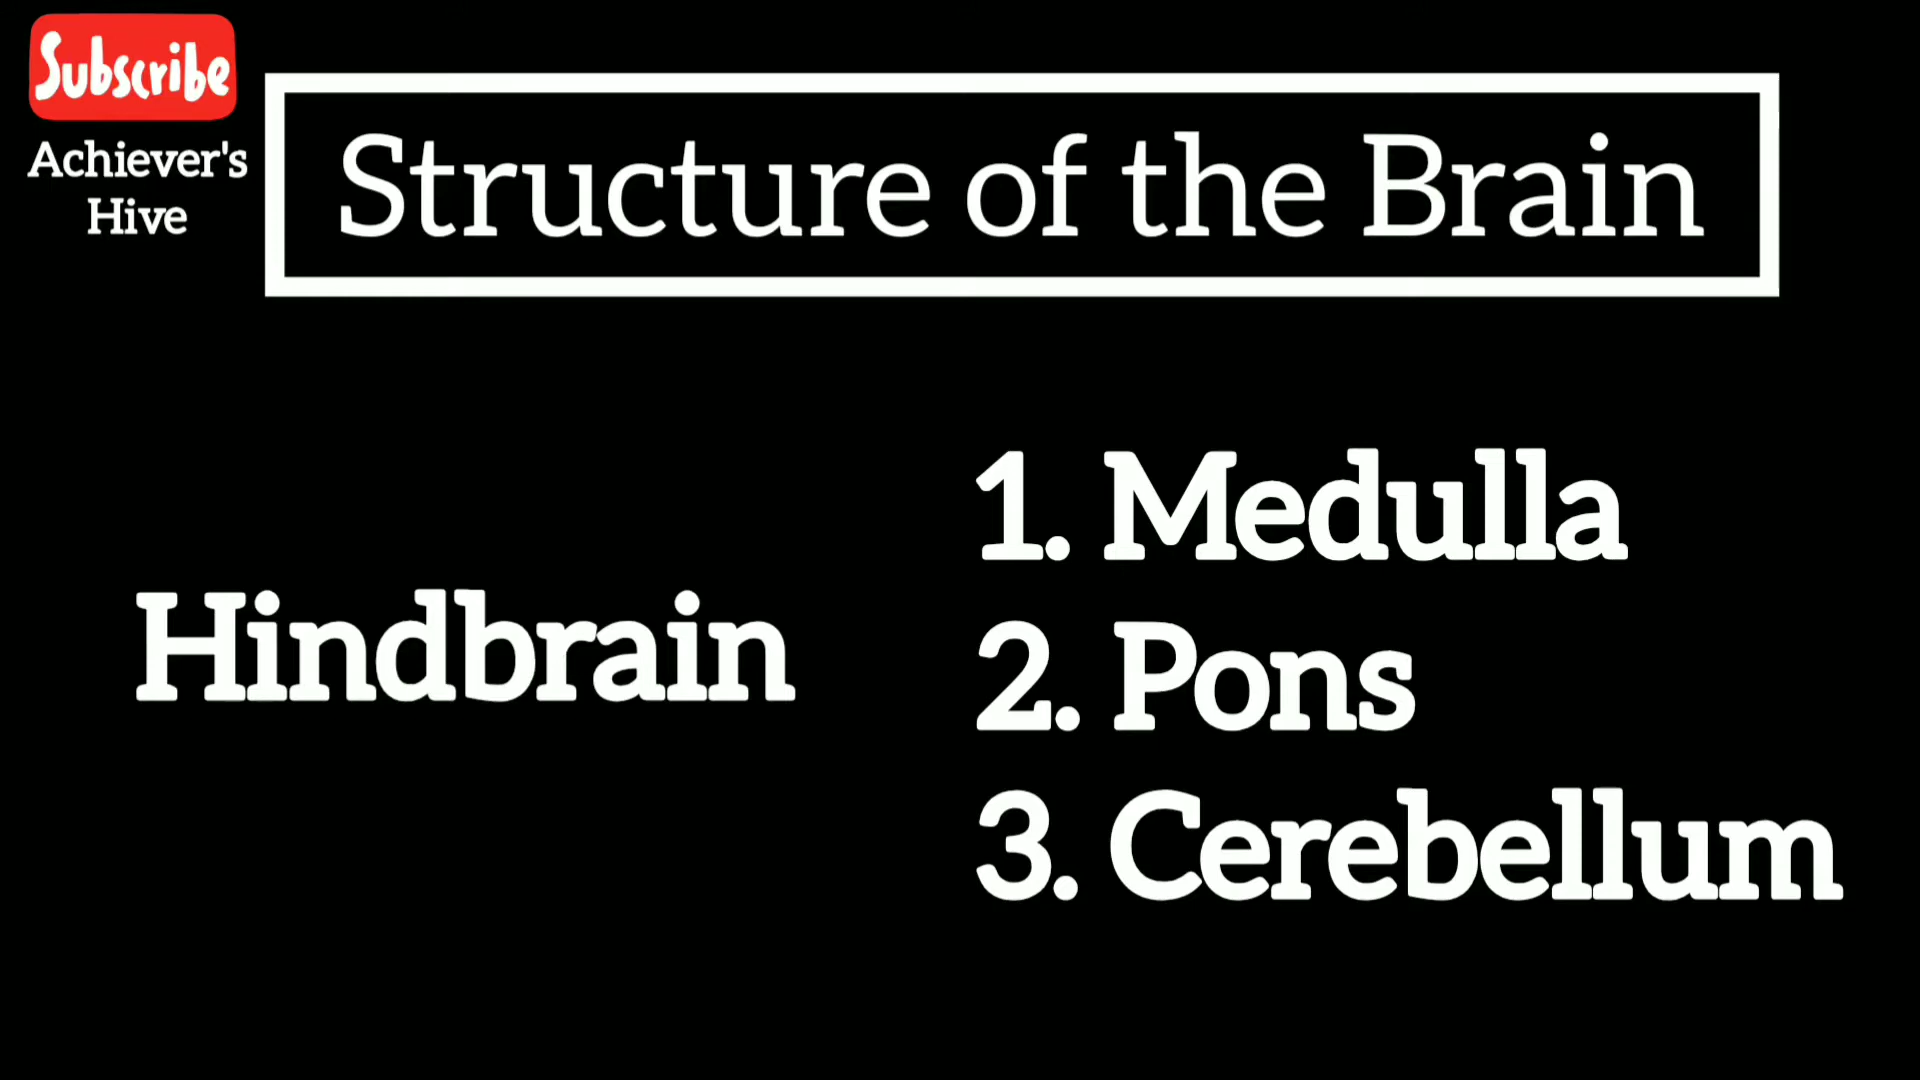 Subscribe
Achiever's
Hive
Structure of the Brain
Hindbrain
1. Medulla
2. Pons
3. Cerebellum